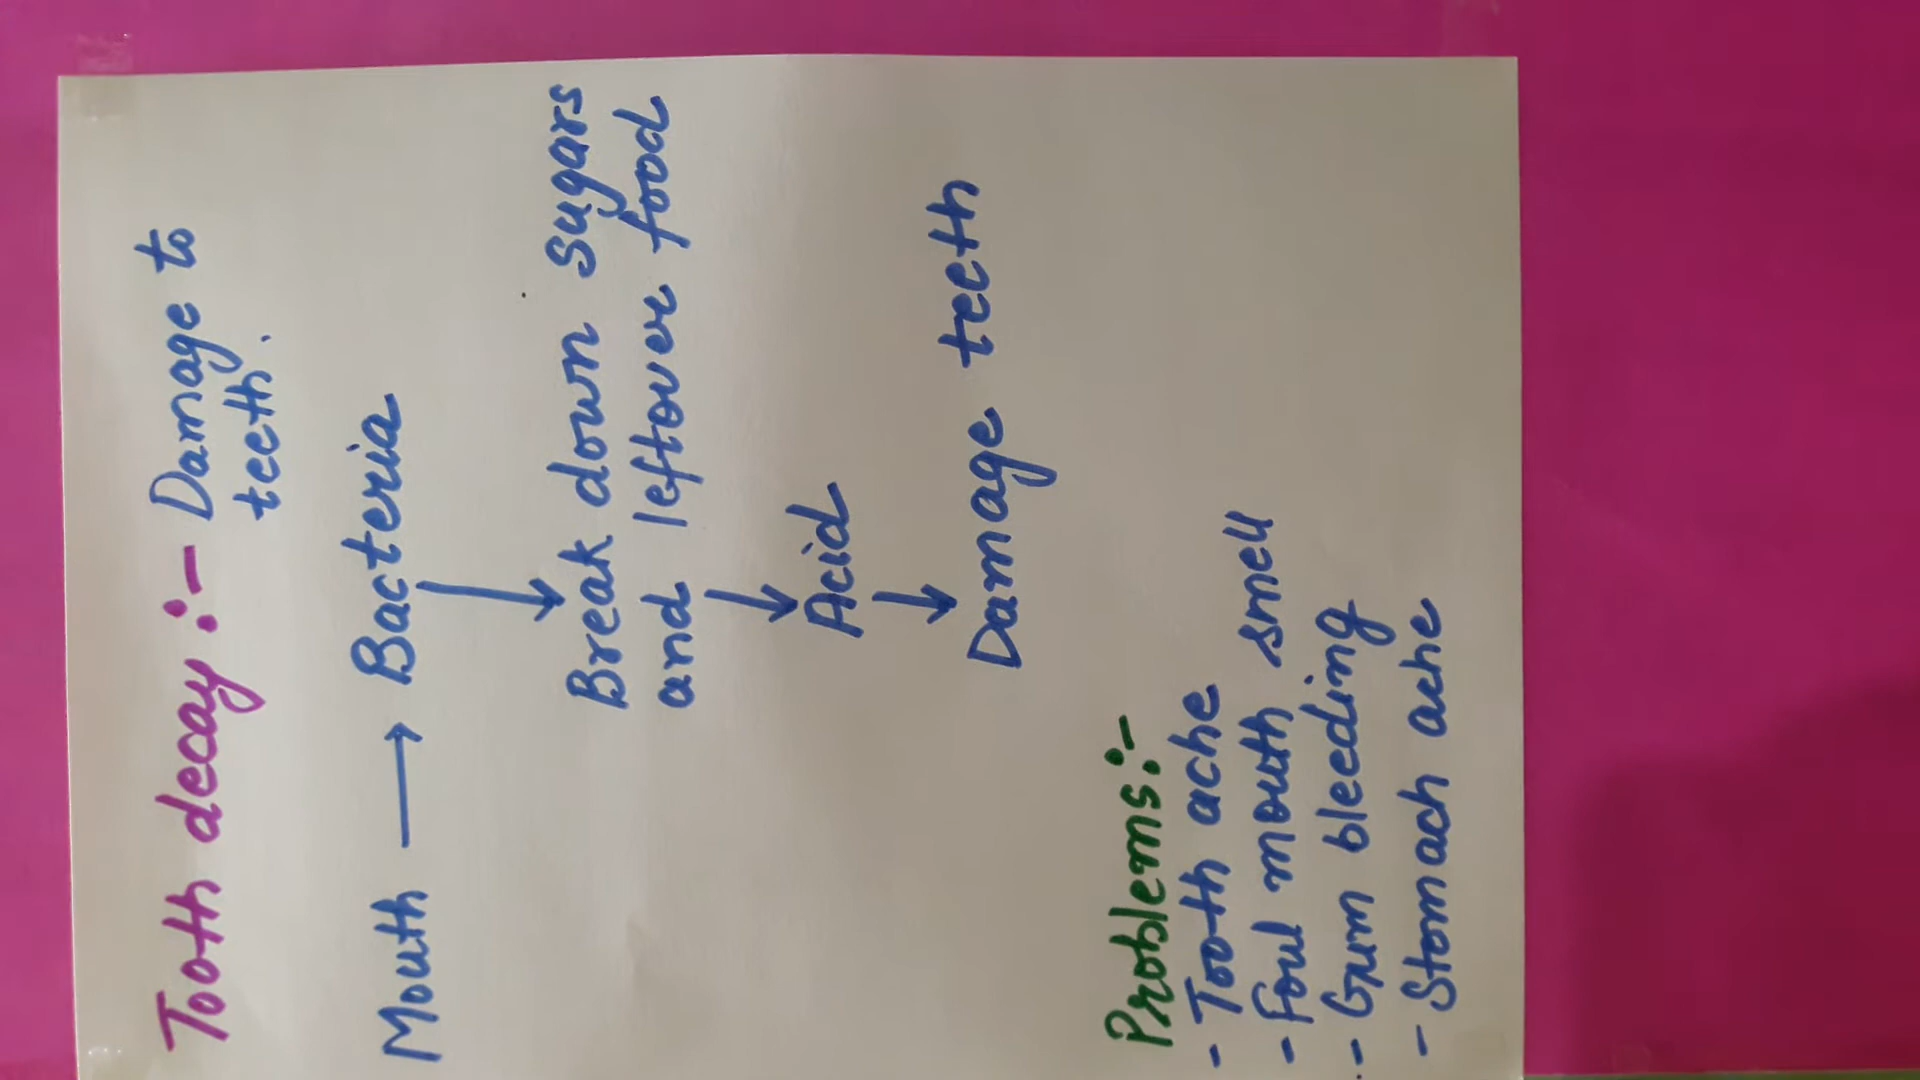 Tooth decay :- Damage to
teeth.
Mouth → Bacteria
↓
Break down sugars
and leftover food
↓
Acid
↓
Damage teeth
Problems :-
- Tooth ache
- Foul mouth smell
- Gum bleeding
- Stomach ache